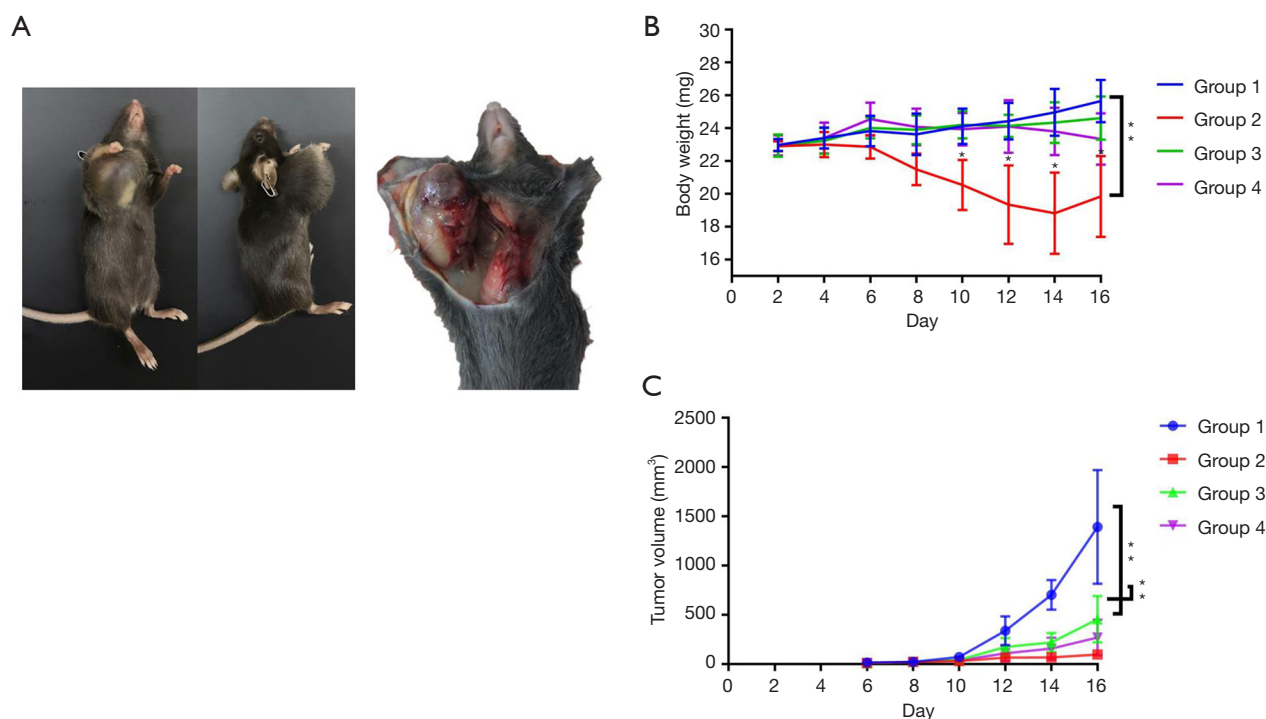 A
B
Body weight (mg)
30
28
26
24
22
20
18
16
0 2 4 6 8 10 12 14 16
Day
* * * *
* *
Group 1
Group 2
Group 3
Group 4
C
Tumor volume (mm³)
2500
2000
1500
1000
500
0
0 2 4 6 8 10 12 14 16
Day
* *
* *
Group 1
Group 2
Group 3
Group 4